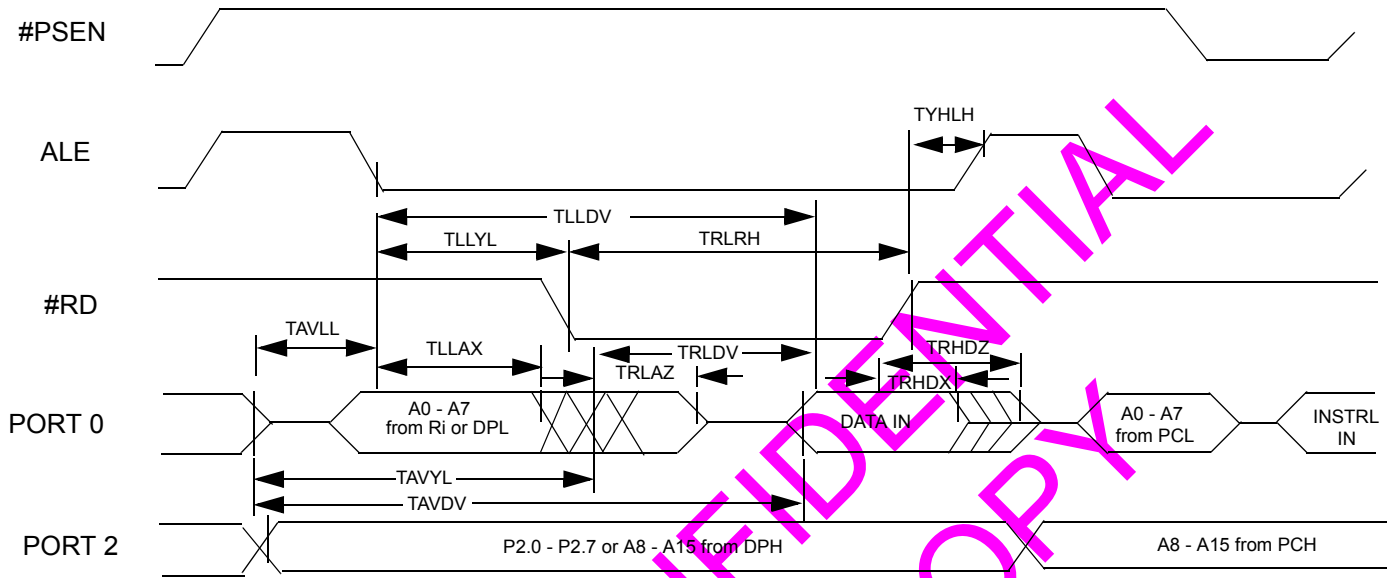 #PSEN
TYHLH
ALE
TLLDV
TLLYL
TRLRH
#RD
TAVLL
TLLAX
TRLDV
TRHDZ
TRLAZ
TRHDX
PORT 0
A0 - A7
from Ri or DPL
DATA IN
A0 - A7
from PCL
INSTRL
IN
TAVYL
TAVDV
PORT 2
P2.0 - P2.7 or A8 - A15 from DPH
A8 - A15 from PCH
FIDENTIAL
OPY